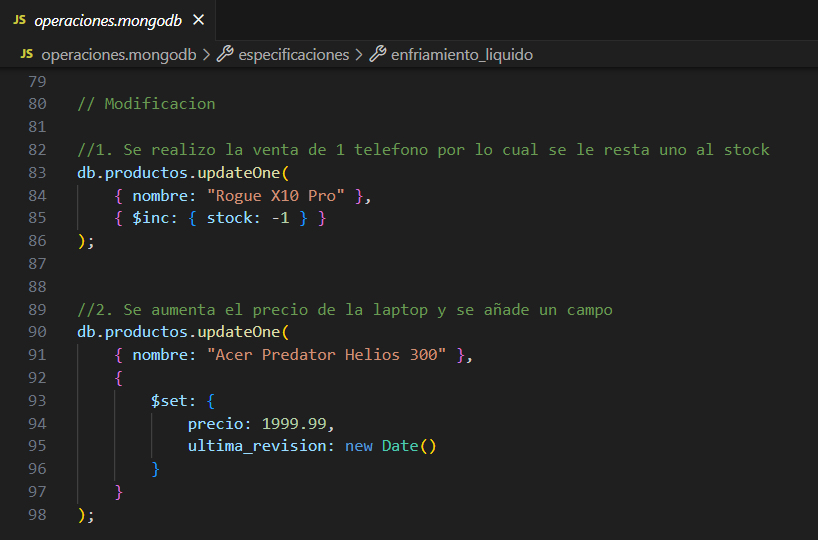 JS operaciones.mongodb ×
JS operaciones.mongodb > especificaciones > enfriamiento_liquido
79
80 // Modificacion
81
82 //1. Se realizo la venta de 1 telefono por lo cual se le resta uno al stock
83 db.productos.updateOne(
84     { nombre: "Rogue X10 Pro" },
85     { $inc: { stock: -1 } }
86 );
87
88
89 //2. Se aumenta el precio de la laptop y se añade un campo
90 db.productos.updateOne(
91     { nombre: "Acer Predator Helios 300" },
92     {
93         $set: {
94             precio: 1999.99,
95             ultima_revision: new Date()
96         }
97     }
98 );